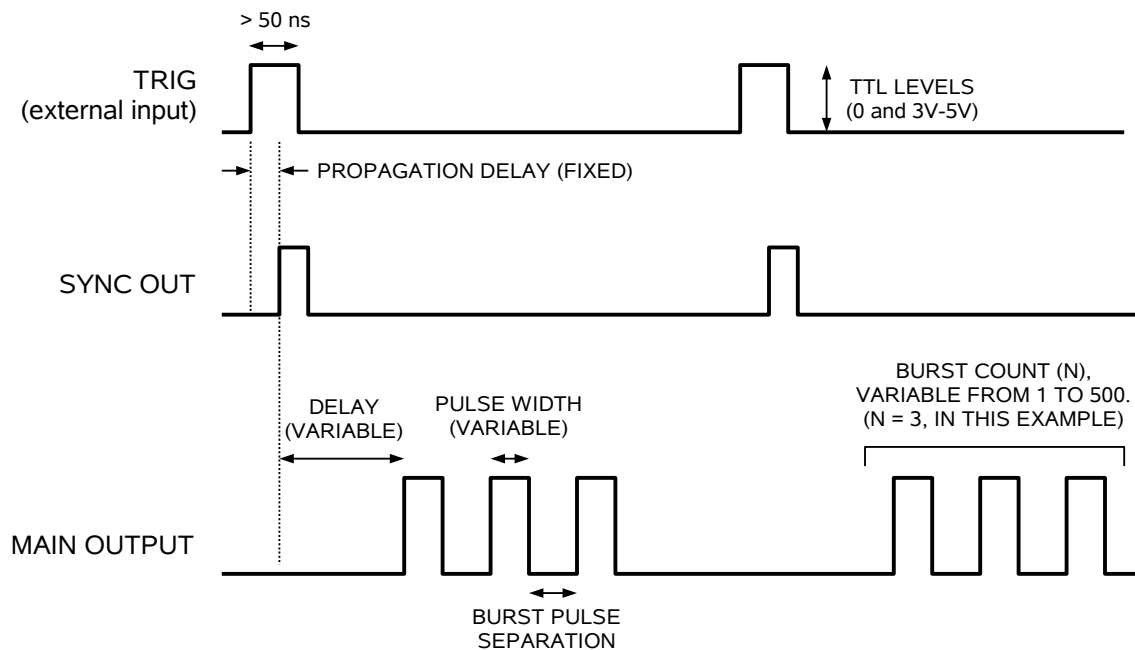 > 50 ns
TRIG
(external input)
TTL LEVELS
(0 and 3V-5V)
PROPAGATION DELAY (FIXED)
SYNC OUT
BURST COUNT (N),
VARIABLE FROM 1 TO 500.
(N = 3, IN THIS EXAMPLE)
DELAY
(VARIABLE)
PULSE WIDTH
(VARIABLE)
MAIN OUTPUT
BURST PULSE
SEPARATION